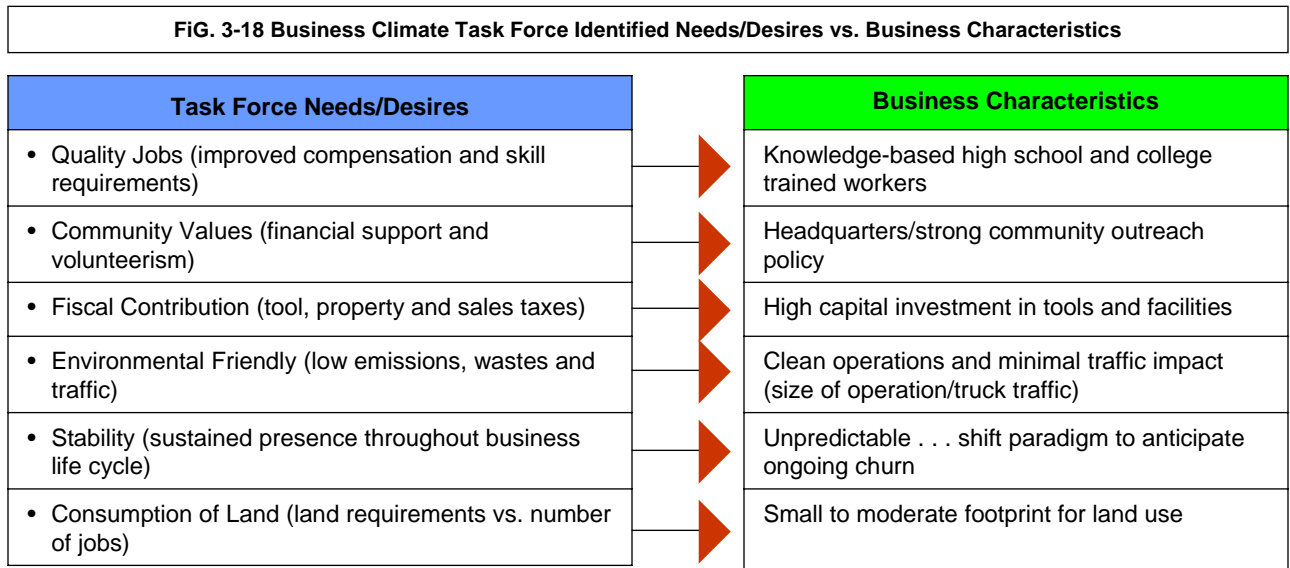 FiG. 3-18 Business Climate Task Force Identified Needs/Desires vs. Business Characteristics
Task Force Needs/Desires
Business Characteristics
• Quality Jobs (improved compensation and skill
requirements)
Knowledge-based high school and college
trained workers
• Community Values (financial support and
volunteerism)
Headquarters/strong community outreach
policy
• Fiscal Contribution (tool, property and sales taxes)
High capital investment in tools and facilities
• Environmental Friendly (low emissions, wastes and
traffic)
Clean operations and minimal traffic impact
(size of operation/truck traffic)
• Stability (sustained presence throughout business
life cycle)
Unpredictable . . . shift paradigm to anticipate
ongoing churn
• Consumption of Land (land requirements vs. number
of jobs)
Small to moderate footprint for land use